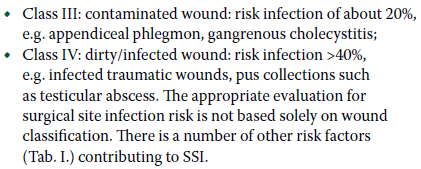 ◆ Class III: contaminated wound: risk infection of about 20%,
e.g. appendiceal phlegmon, gangrenous cholecystitis;
◆ Class IV: dirty/infected wound: risk infection >40%,
e.g. infected traumatic wounds, pus collections such
as testicular abscess. The appropriate evaluation for
surgical site infection risk is not based solely on wound
classification. There is a number of other risk factors
(Tab. I.) contributing to SSI.